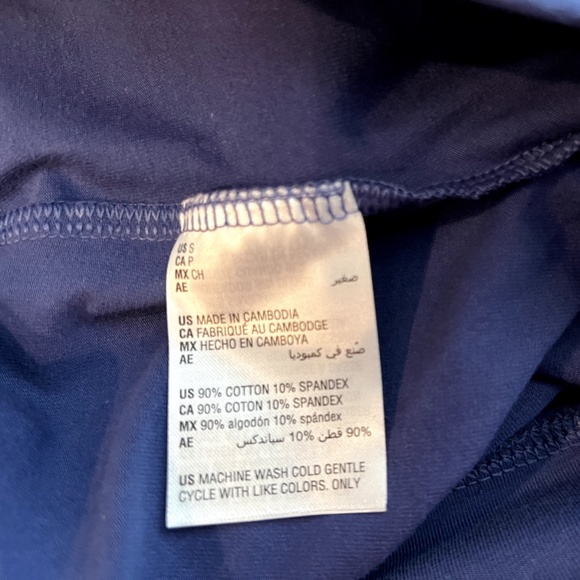 US S
CA P
MX CH
AE صغير
US MADE IN CAMBODIA
CA FABRIQUÉ AU CAMBODGE
MX HECHO EN CAMBOYA
AE صُنع في كمبوديا
US 90% COTTON 10% SPANDEX
CA 90% COTON 10% SPANDEX
MX 90% algodón 10% spándex
AE 90% قطن 10% سباندكس
US MACHINE WASH COLD GENTLE
CYCLE WITH LIKE COLORS. ONLY